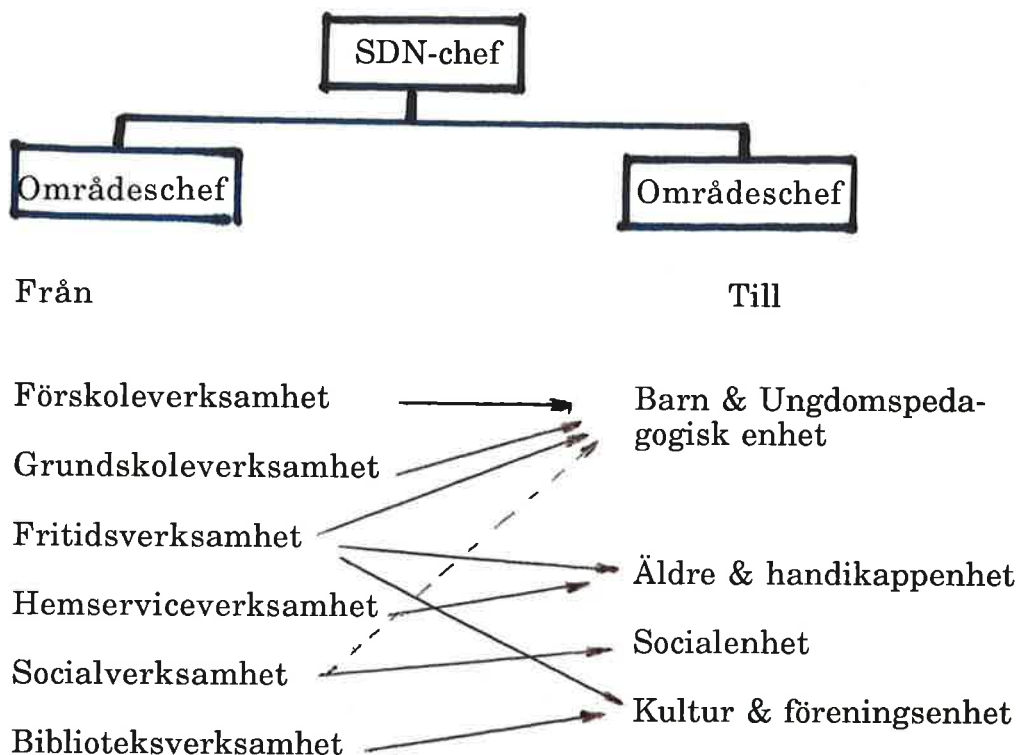 SDN-chef
Områdeschef
Områdeschef
Från
Till
Förskoleverksamhet
Barn & Ungdomspeda-
gogisk enhet
Grundskoleverksamhet
Fritidsverksamhet
Äldre & handikappenhet
Hemserviceverksamhet
Socialenhet
Socialverksamhet
Kultur & föreningsenhet
Biblioteksverksamhet